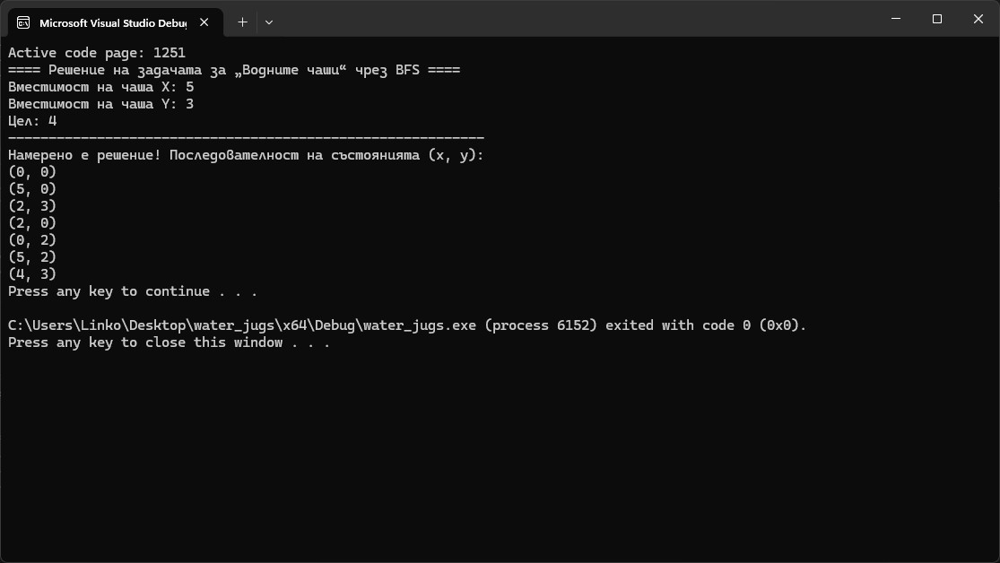 Microsoft Visual Studio Debug
Active code page: 1251
==== Решение на задачата за „Водните чаши“ чрез BFS ====
Вместимост на чаша X: 5
Вместимост на чаша Y: 3
Цел: 4
-----------------------------------------------------------
Намерено е решение! Последователност на състоянията (x, y):
(0, 0)
(5, 0)
(2, 3)
(2, 0)
(0, 2)
(5, 2)
(4, 3)
Press any key to continue . . .
C:\Users\Linko\Desktop\water_jugs\x64\Debug\water_jugs.exe (process 6152) exited with code 0 (0x0).
Press any key to close this window . . .